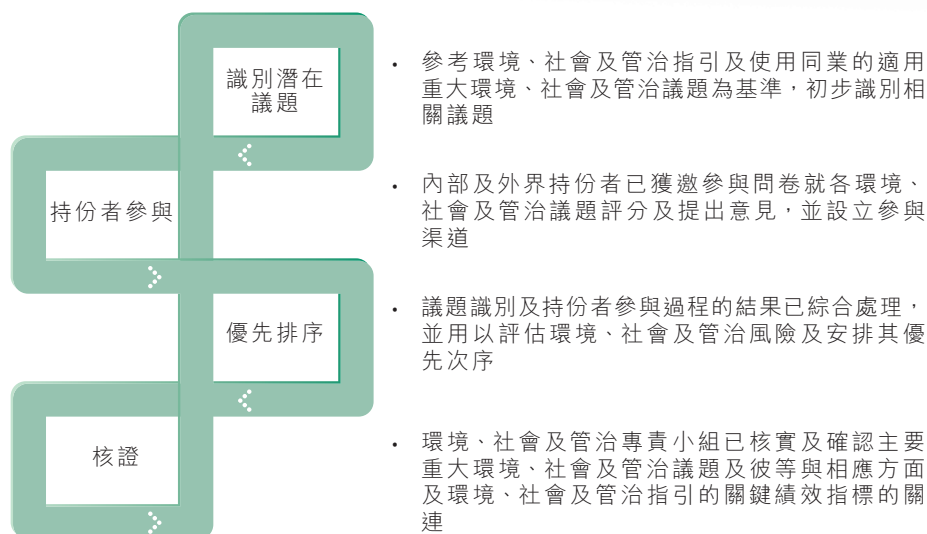 識別潛在
議題
• 參考環境、社會及管治指引及使用同業的適用
重大環境、社會及管治議題為基準，初步識別相
關議題
持份者參與
• 內部及外界持份者已獲邀參與問卷就各環境、
社會及管治議題評分及提出意見，並設立參與
渠道
優先排序
• 議題識別及持份者參與過程的結果已綜合處理，
並用以評估環境、社會及管治風險及安排其優
先次序
核證
• 環境、社會及管治專責小組已核實及確認主要
重大環境、社會及管治議題及彼等與相應方面
及環境、社會及管治指引的關鍵績效指標的關
連